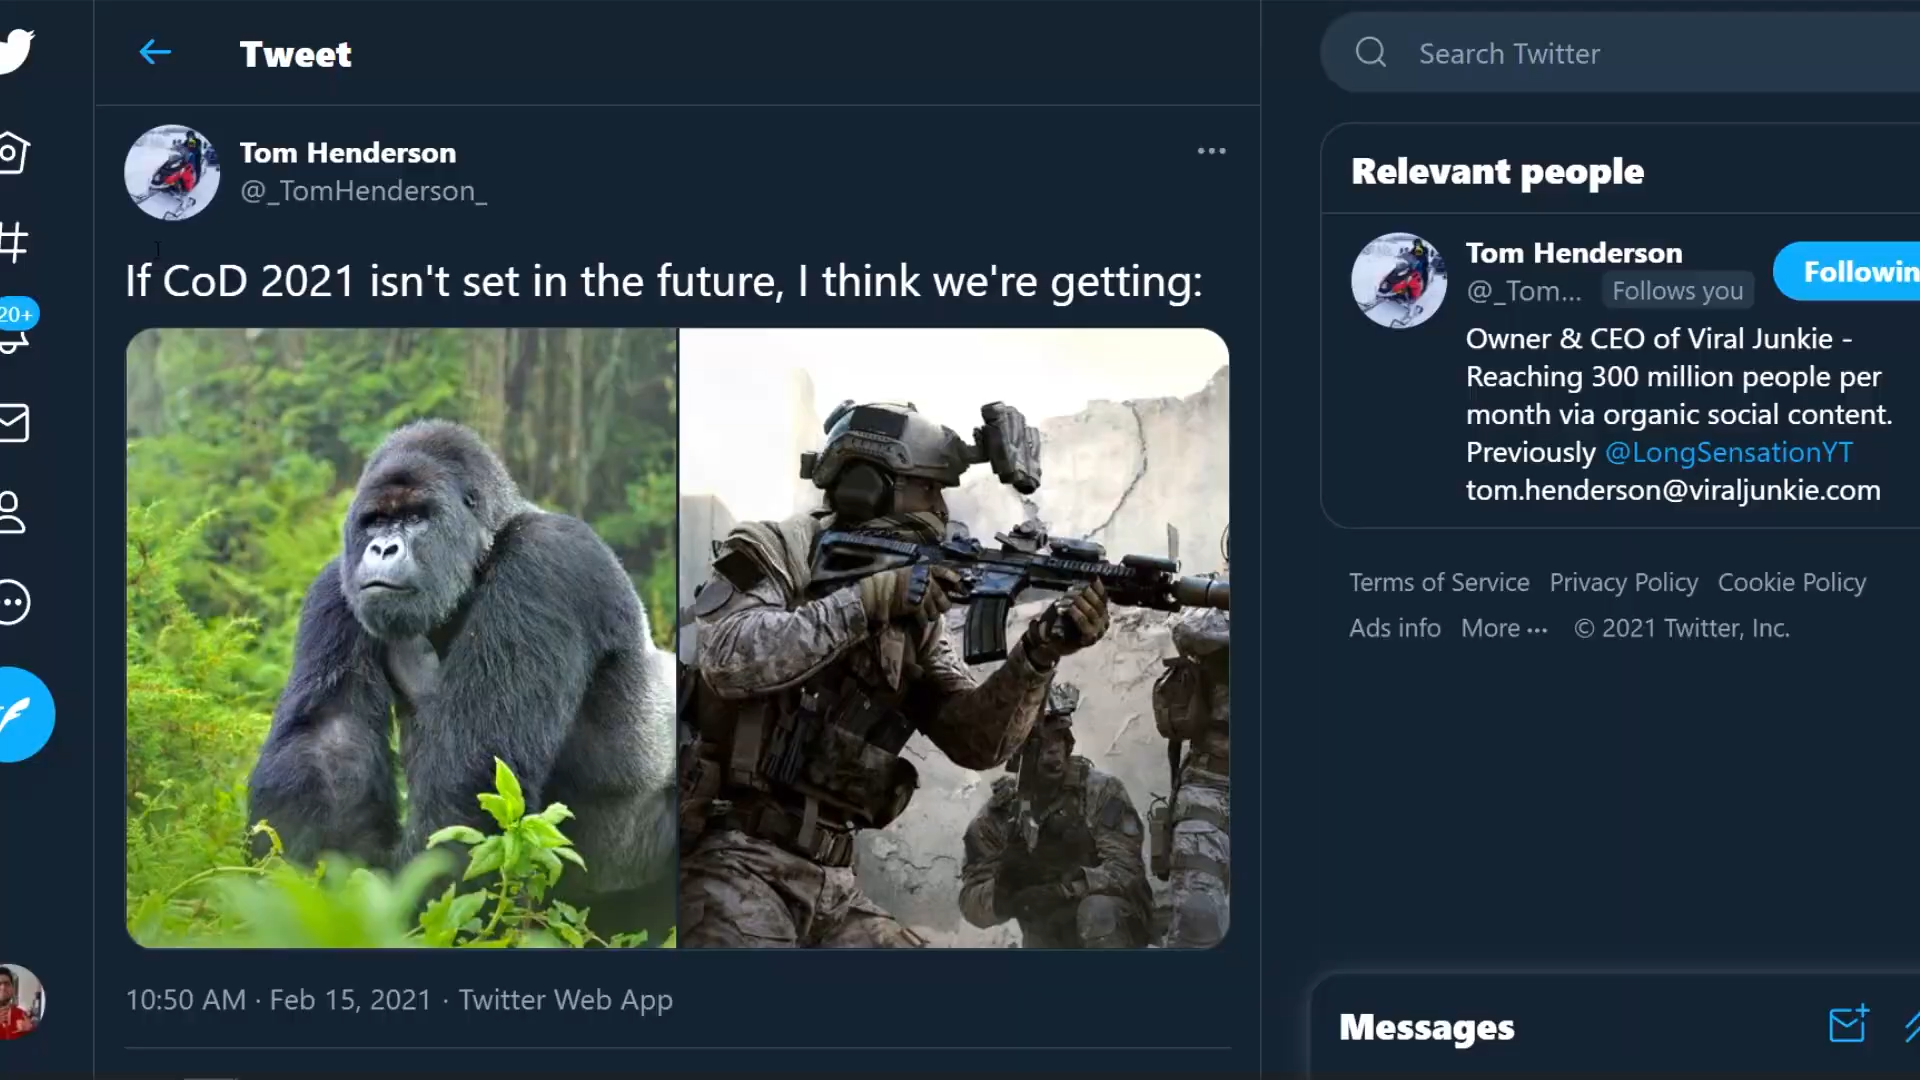 Tweet
Search Twitter
Tom Henderson
@_TomHenderson_
If CoD 2021 isn't set in the future, I think we're getting:
10:50 AM · Feb 15, 2021 · Twitter Web App
20+
Relevant people
Tom Henderson
@_Tom... Follows you
Followin
Owner & CEO of Viral Junkie -
Reaching 300 million people per
month via organic social content.
Previously @LongSensationYT
tom.henderson@viraljunkie.com
Terms of Service Privacy Policy Cookie Policy
Ads info More ··· © 2021 Twitter, Inc.
Messages